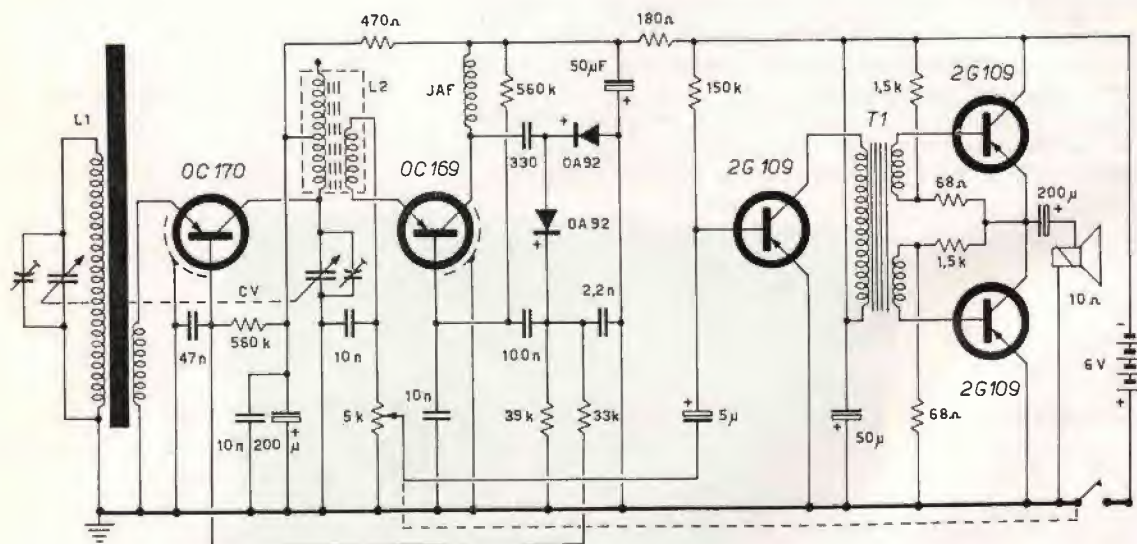 470Ω
180Ω
L2
JAF
560k
50µF
+
150k
1,5k
2G109
L1
T1
OC170
OC169
330
+
OA92
2G109
68Ω
200µ
+
OA92
+
1,5k
10Ω
CV
2,2n
47n
560k
10n
100n
6V
-
+
2G109
10n
200µ
+
5k
10n
39k
33k
5µ
+
50µ
+
68Ω